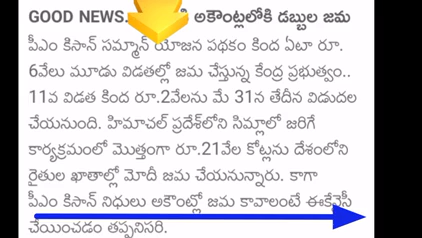 GOOD NEWS. అకౌంట్లలోకి డబ్బుల జమ
పీఎం కిసాన్ సమ్మాన్ యోజన పథకం కింద ఏటా రూ.
6వేలు మూడు విడతల్లో జమ చేస్తున్న కేంద్ర ప్రభుత్వం..
11వ విడత కింద రూ.2వేలను మే 31న తేదీన విడుదల
చేయనుంది. హిమాచల్ ప్రదేశ్‌లోని సిమ్లాలో జరిగే
కార్యక్రమంలో మొత్తంగా రూ.21వేల కోట్లను దేశంలోని
రైతుల ఖాతాల్లో మోదీ జమ చేయనున్నారు. కాగా
పీఎం కిసాన్ నిధులు అకౌంట్లో జమ కావాలంటే ఈకేవైసీ
చేయించడం తప్పనిసరి.